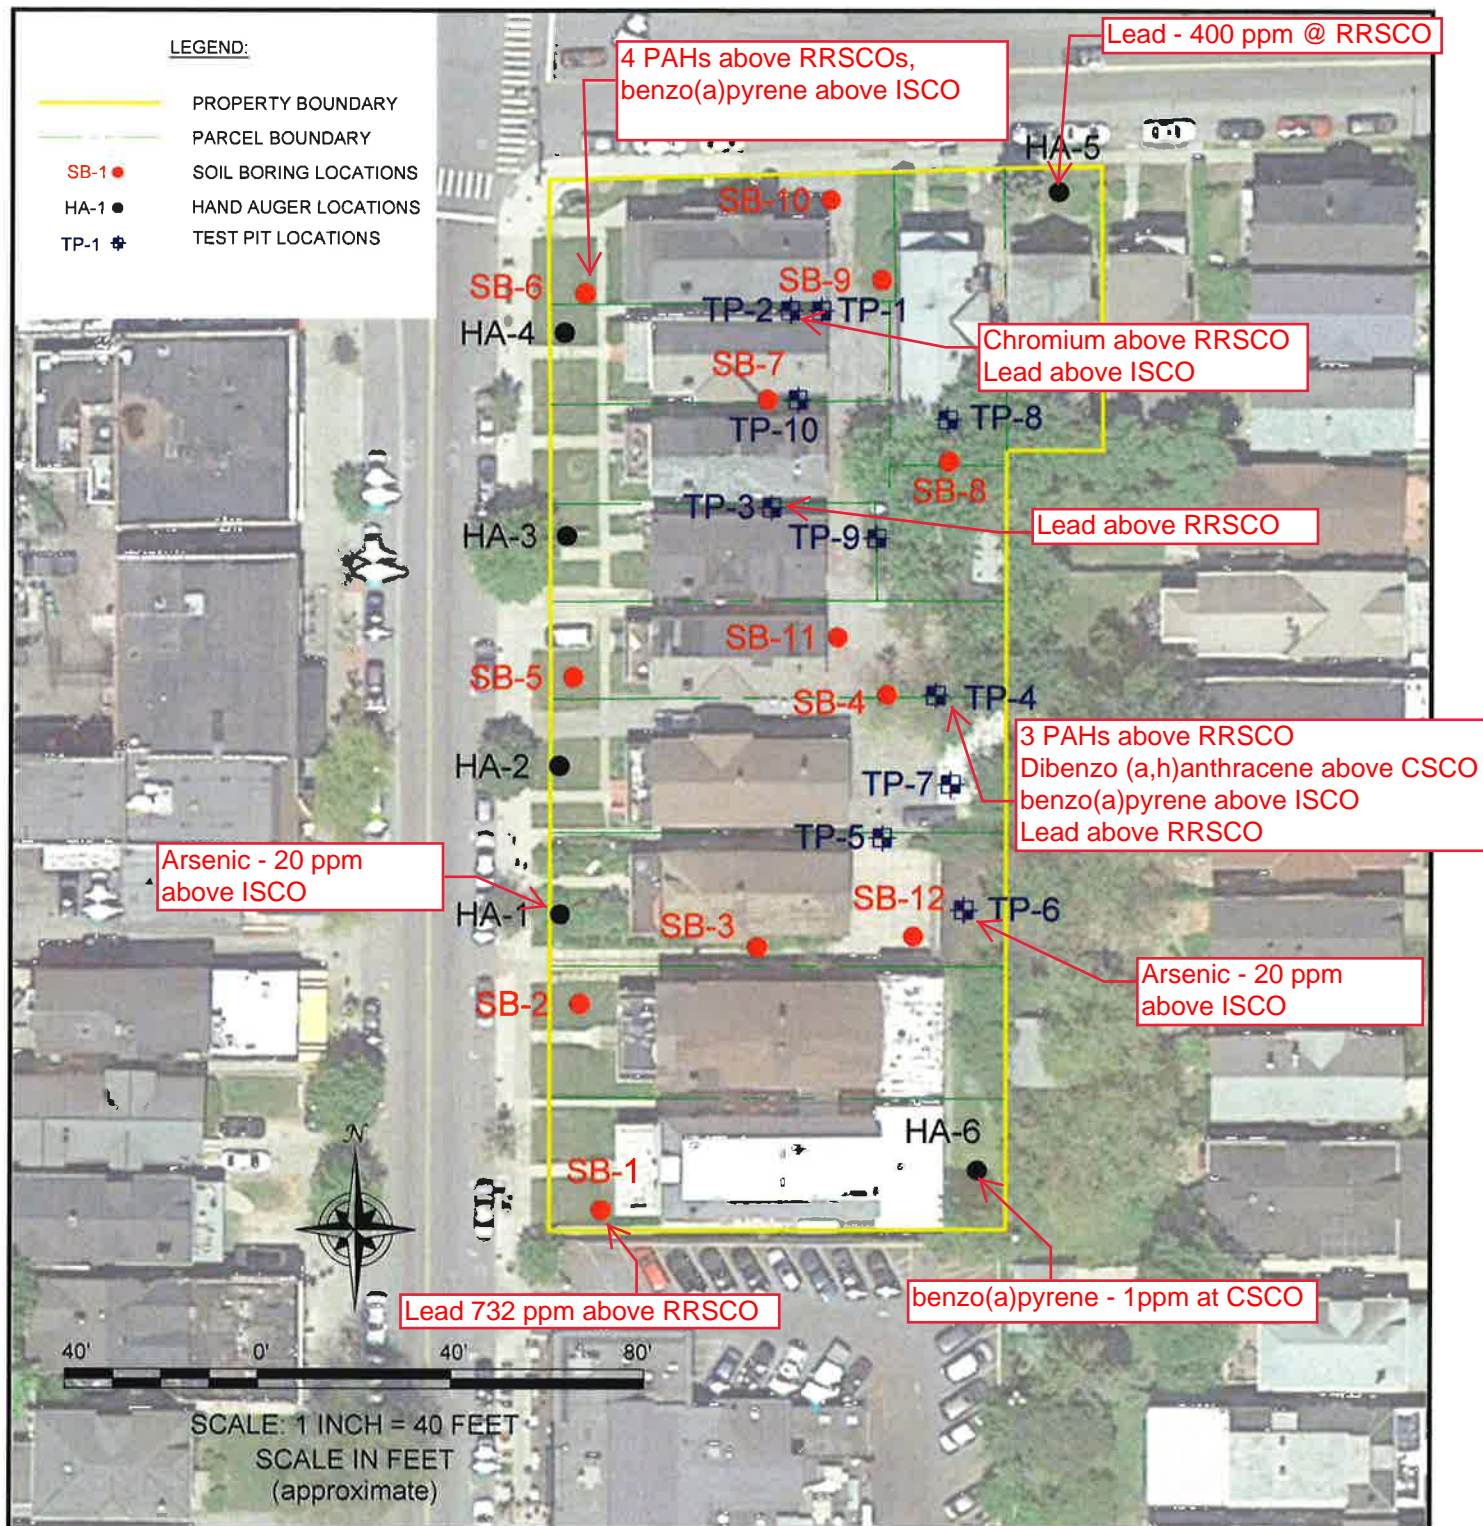 LEGEND:
PROPERTY BOUNDARY
PARCEL BOUNDARY
SB-1 SOIL BORING LOCATIONS
HA-1 HAND AUGER LOCATIONS
TP-1 TEST PIT LOCATIONS
4 PAHs above RRSCOs,
benzo(a)pyrene above ISCO
Lead - 400 ppm @ RRSCO
HA-5
SB-10
SB-6
SB-9
TP-2
TP-1
HA-4
Chromium above RRSCO
Lead above ISCO
SB-7
TP-10
TP-8
SB-8
TP-3
Lead above RRSCO
HA-3
TP-9
SB-11
SB-5
SB-4
TP-4
3 PAHs above RRSCO
Dibenzo (a,h)anthracene above CSCO
benzo(a)pyrene above ISCO
Lead above RRSCO
HA-2
TP-7
TP-5
Arsenic - 20 ppm
above ISCO
HA-1
SB-12
TP-6
SB-3
Arsenic - 20 ppm
above ISCO
SB-2
HA-6
N
SB-1
Lead 732 ppm above RRSCO
benzo(a)pyrene - 1ppm at CSCO
40' 0' 40' 80'
SCALE: 1 INCH = 40 FEET
SCALE IN FEET
(approximate)